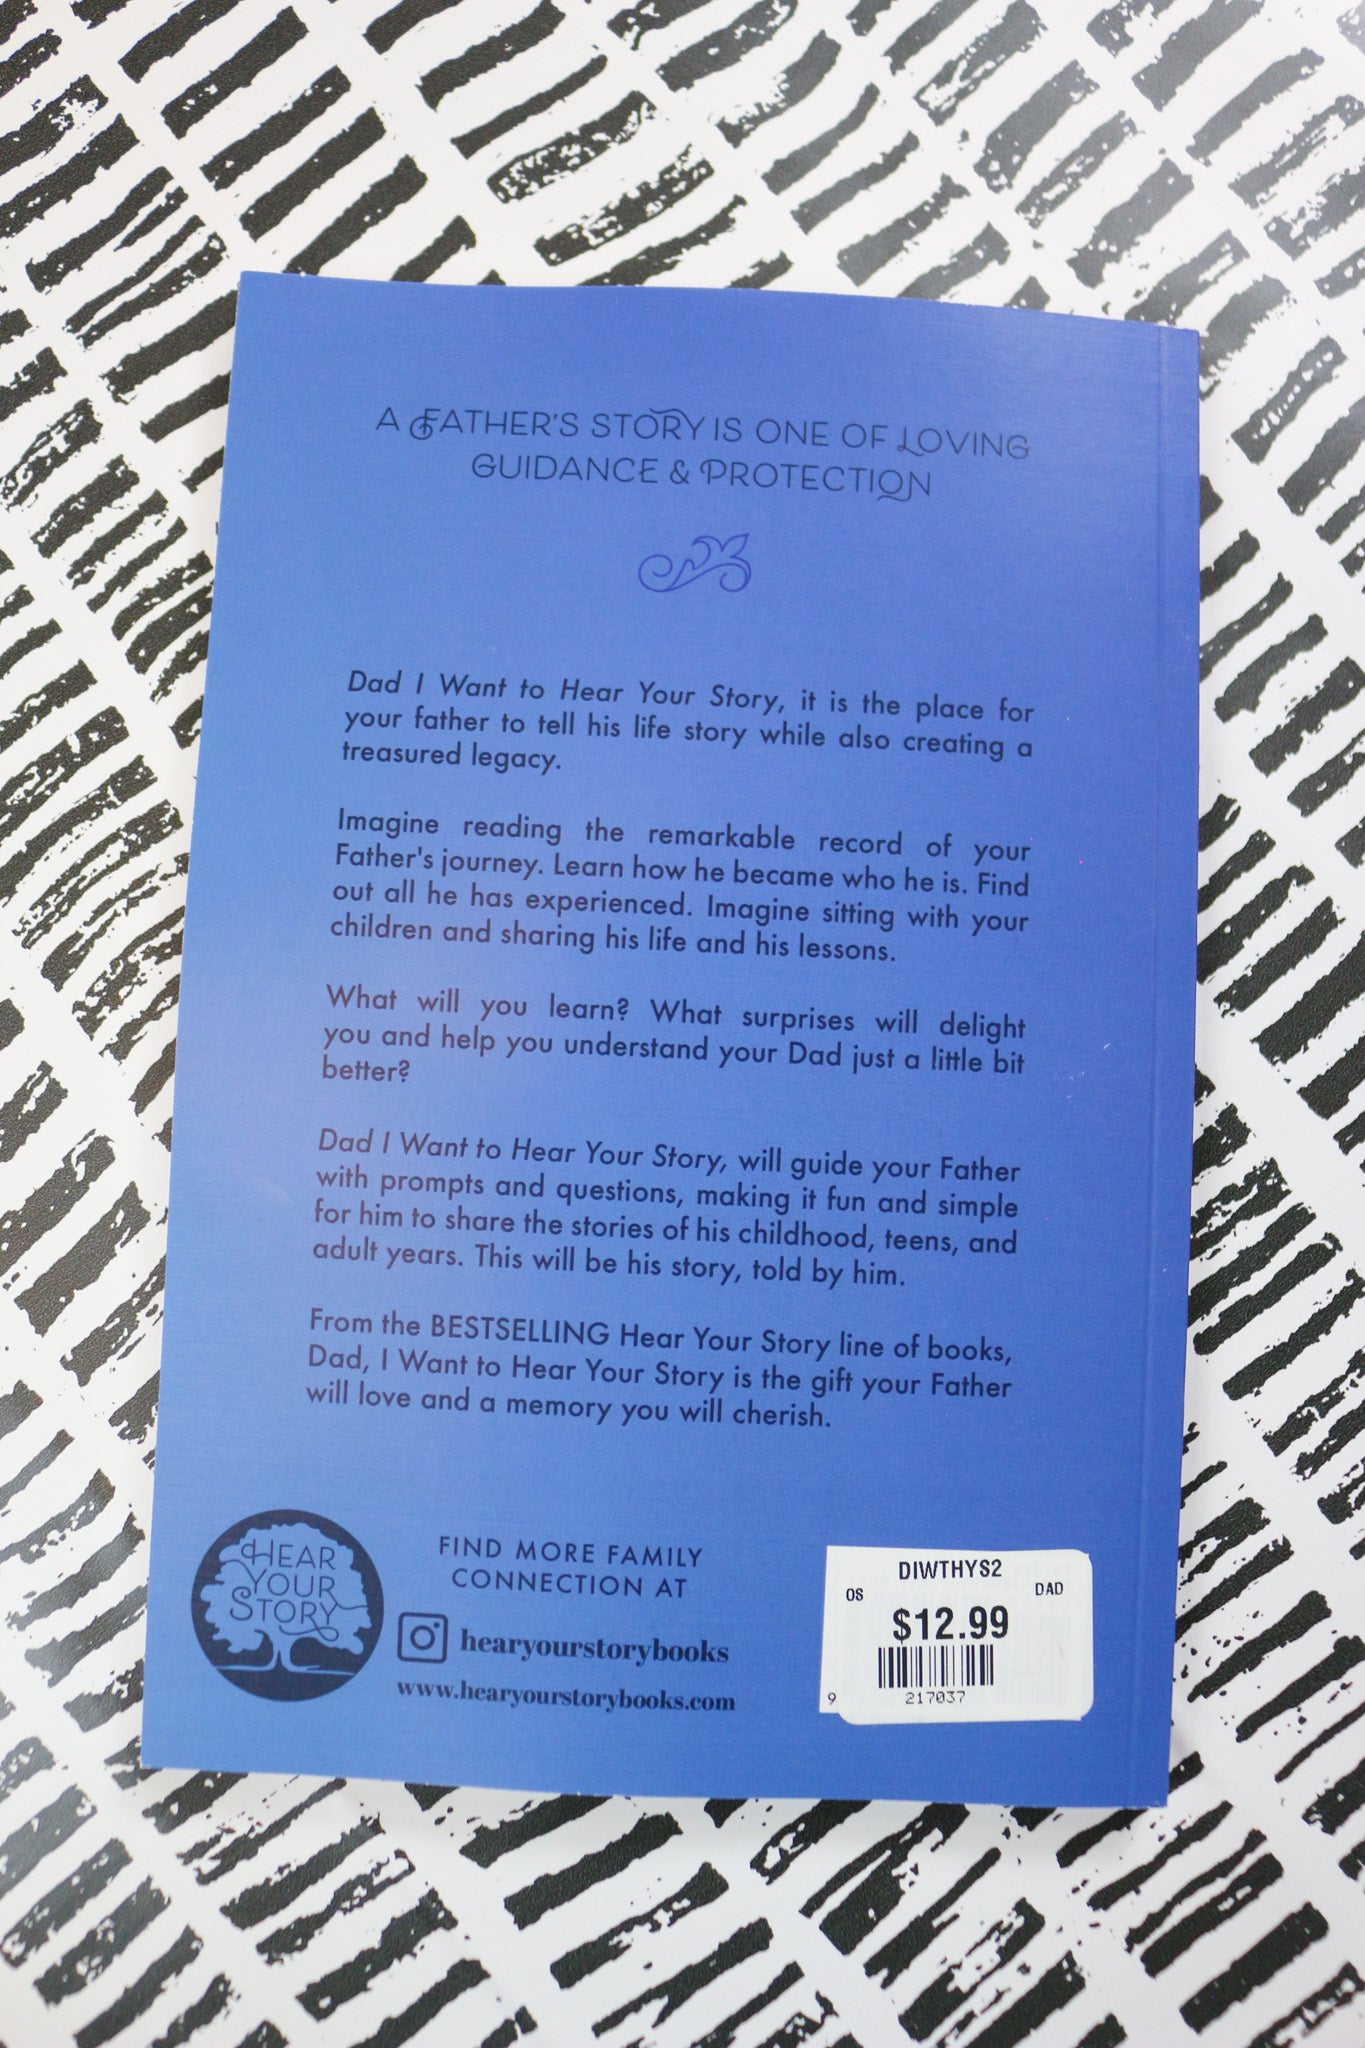 A FATHER'S STORY IS ONE OF LOVING
GUIDANCE & PROTECTION
Dad I Want to Hear Your Story, it is the place for
your father to tell his life story while also creating a
treasured legacy.
Imagine reading the remarkable record of your
Father's journey. Learn how he became who he is. Find
out all he has experienced. Imagine sitting with your
children and sharing his life and his lessons.
What will you learn? What surprises will delight
you and help you understand your Dad just a little bit
better?
Dad I Want to Hear Your Story, will guide your Father
with prompts and questions, making it fun and simple
for him to share the stories of his childhood, teens, and
adult years. This will be his story, told by him.
From the BESTSELLING Hear Your Story line of books,
Dad, I Want to Hear Your Story is the gift your Father
will love and a memory you will cherish.
HEAR
YOUR
STORY
FIND MORE FAMILY
CONNECTION AT
hearyourstorybooks
www.hearyourstorybooks.com
DIWTHYS2
OS DAD
$12.99
9
217037